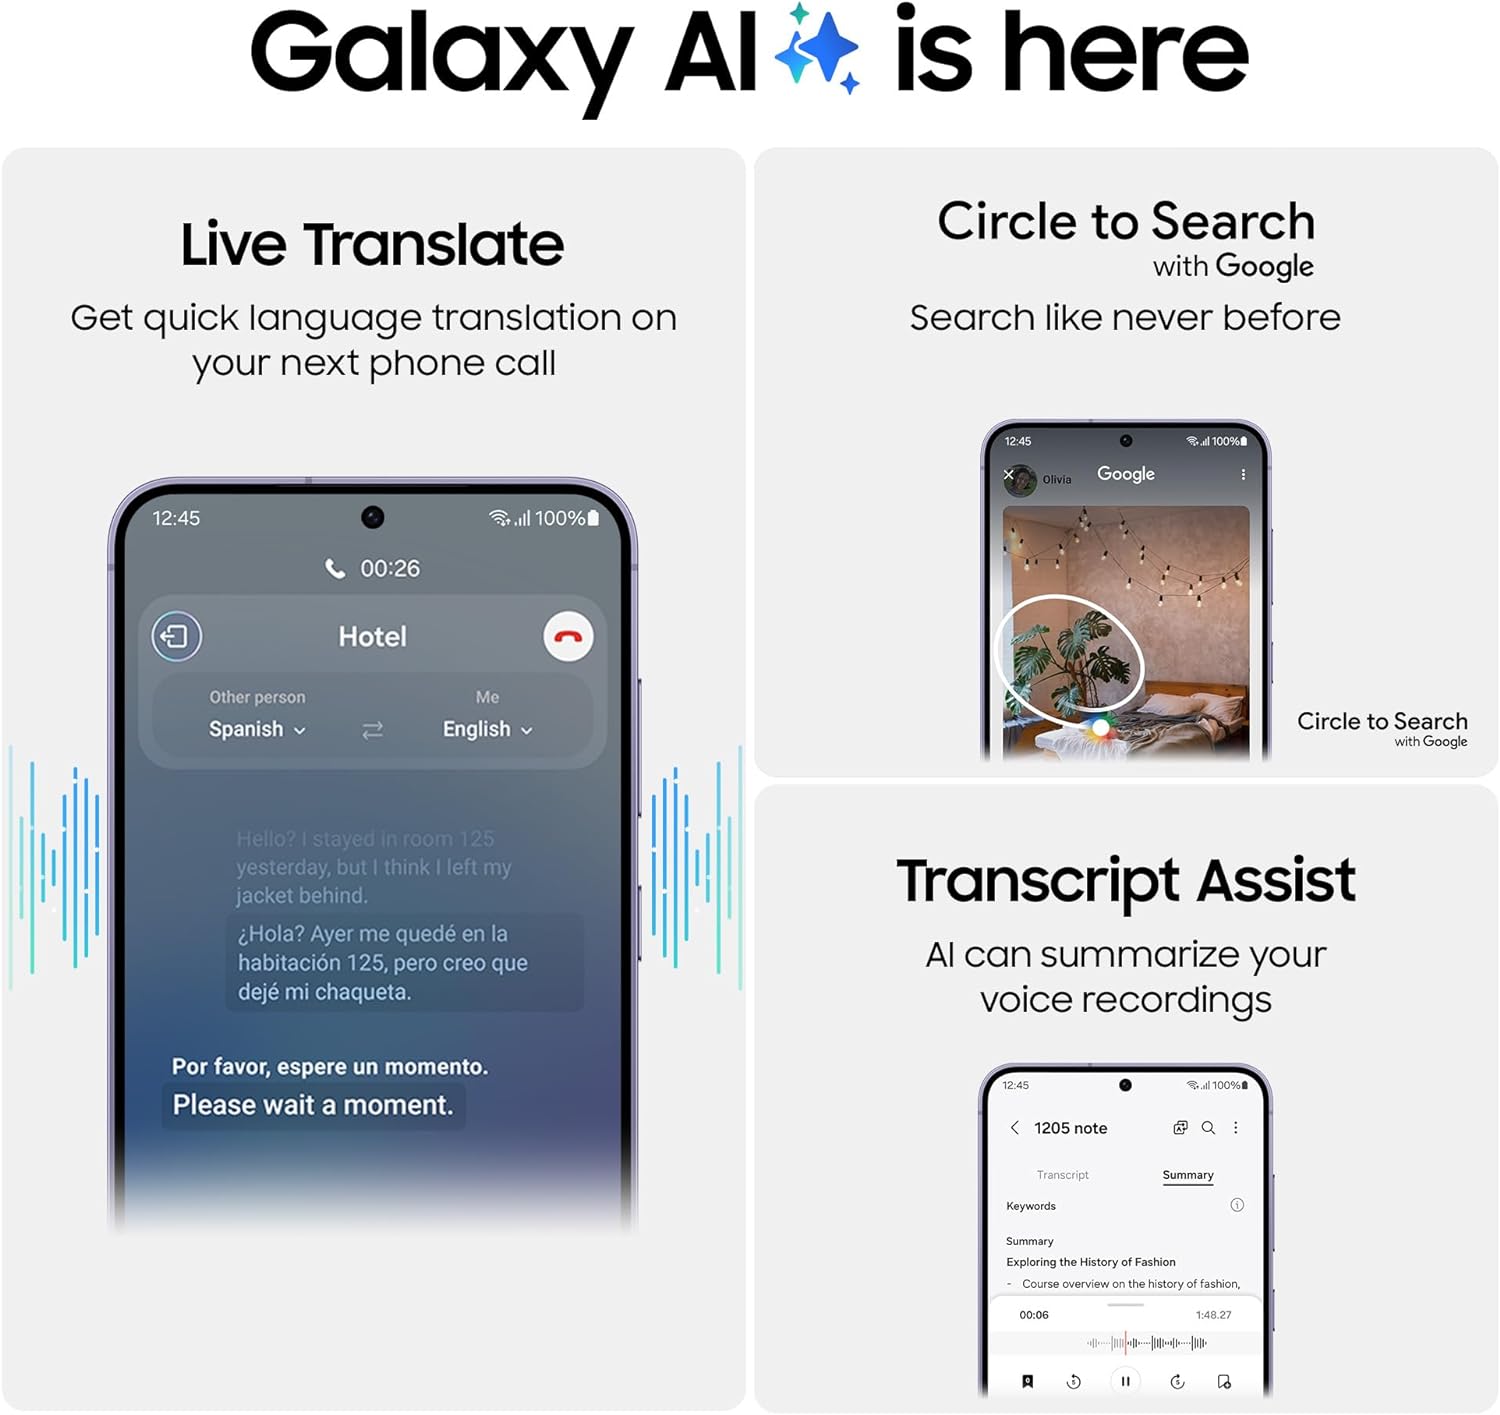 Galaxy AI is here
Live Translate
Get quick language translation on
your next phone call
12:45
100%
00:26
Hotel
Other person
Me
Spanish
English
Hello? I stayed in room 125
yesterday, but I think I left my
jacket behind.
¿Hola? Ayer me quedé en la
habitación 125, pero creo que
dejé mi chaqueta.
Por favor, espere un momento.
Please wait a moment.
Circle to Search
with Google
Search like never before
12:45
100%
Olivia
Google
Circle to Search
with Google
Transcript Assist
AI can summarize your
voice recordings
12:45
100%
1205 note
Transcript
Summary
Keywords
Summary
Exploring the History of Fashion
- Course overview on the history of fashion,
00:06
1:48.27
5
5